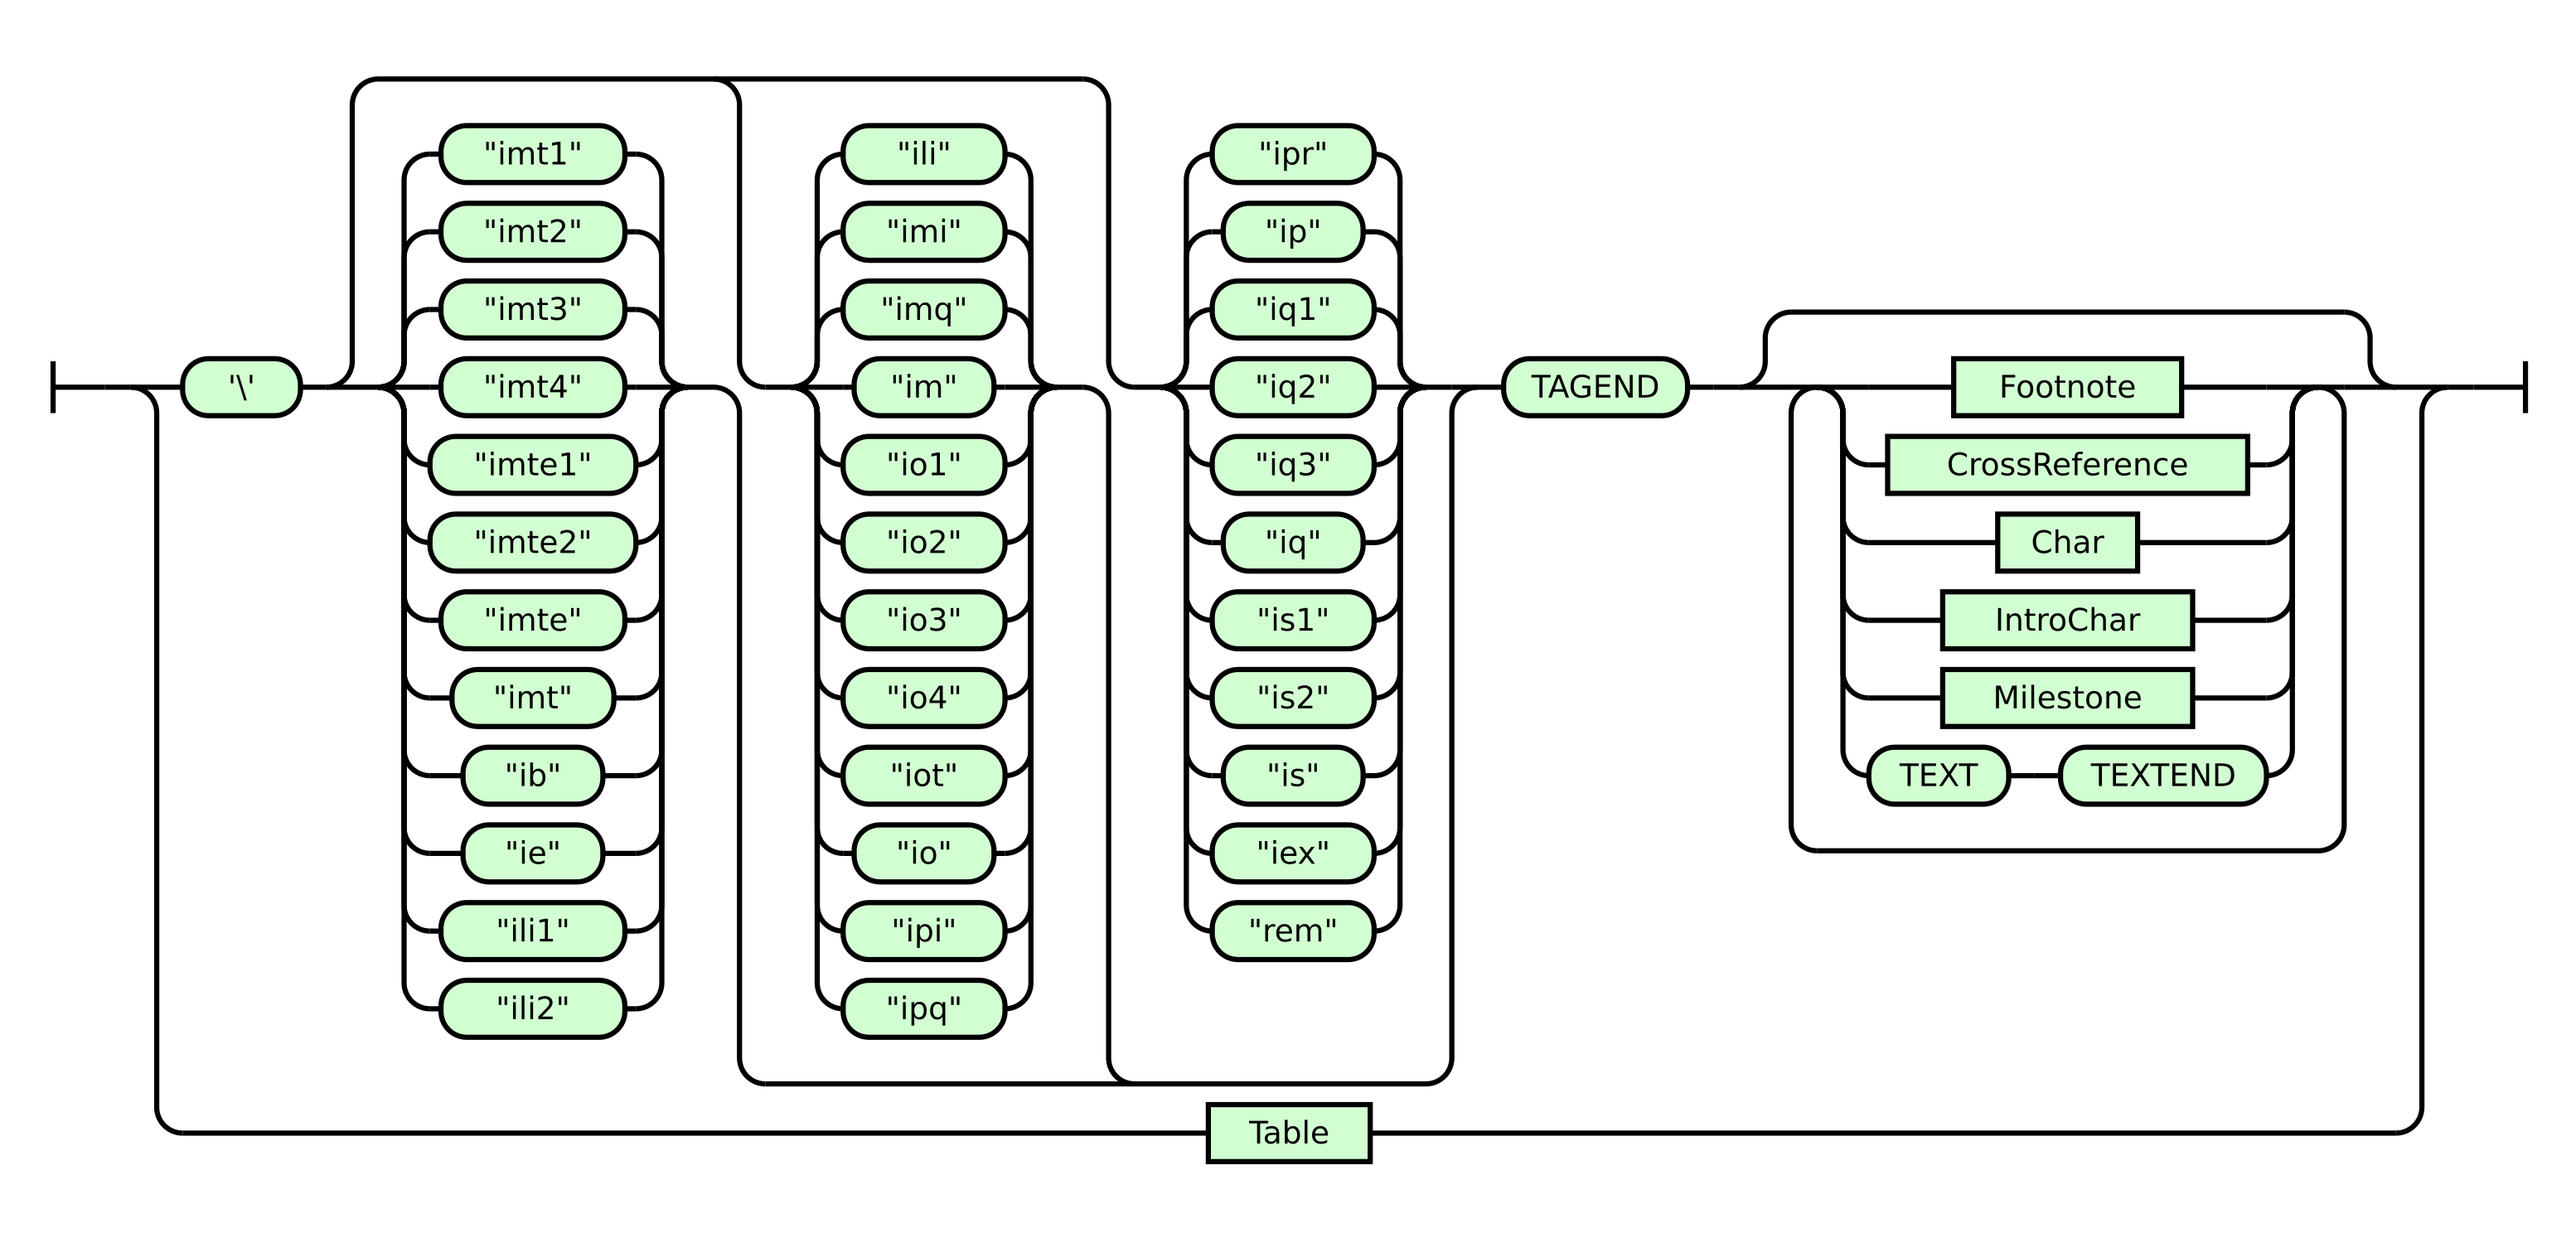 '\'
"imt1"
"imt2"
"imt3"
"imt4"
"imte1"
"imte2"
"imte"
"imt"
"ib"
"ie"
"ili1"
"ili2"
"ili"
"imi"
"imq"
"im"
"io1"
"io2"
"io3"
"io4"
"iot"
"io"
"ipi"
"ipq"
"ipr"
"ip"
"iq1"
"iq2"
"iq3"
"iq"
"is1"
"is2"
"is"
"iex"
"rem"
TAGEND
Footnote
CrossReference
Char
IntroChar
Milestone
TEXT TEXTEND
Table